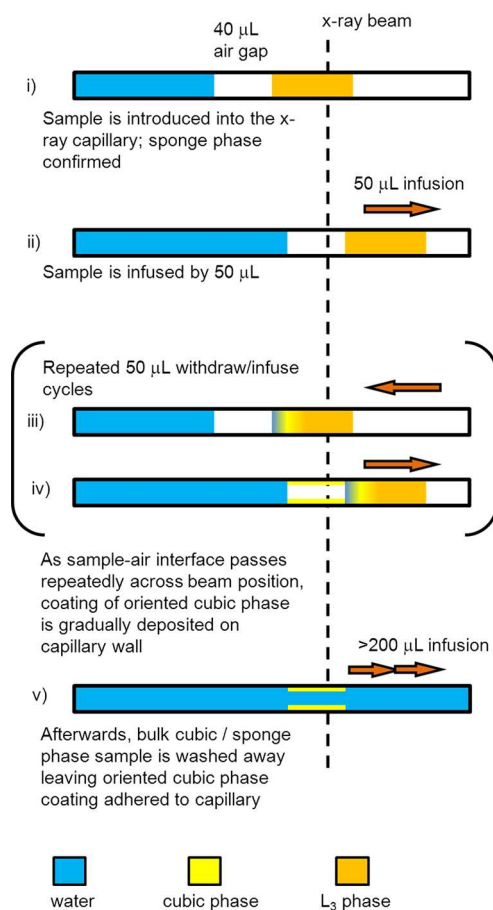 x-ray beam
40 μL
air gap
i)
Sample is introduced into the x-
ray capillary; sponge phase
confirmed
50 μL infusion
ii)
Sample is infused by 50 μL
Repeated 50 μL withdraw/infuse
cycles
iii)
iv)
As sample-air interface passes
repeatedly across beam position,
coating of oriented cubic phase
is gradually deposited on
capillary wall
>200 μL infusion
v)
Afterwards, bulk cubic / sponge
phase sample is washed away
leaving oriented cubic phase
coating adhered to capillary
water
cubic phase
L₃ phase